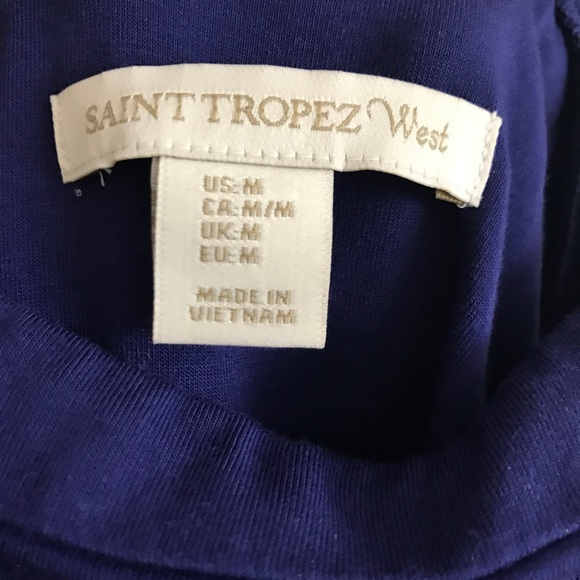 SAINT TROPEZ West
US:M
CA:M/M
UK:M
EU:M
MADE IN
VIETNAM